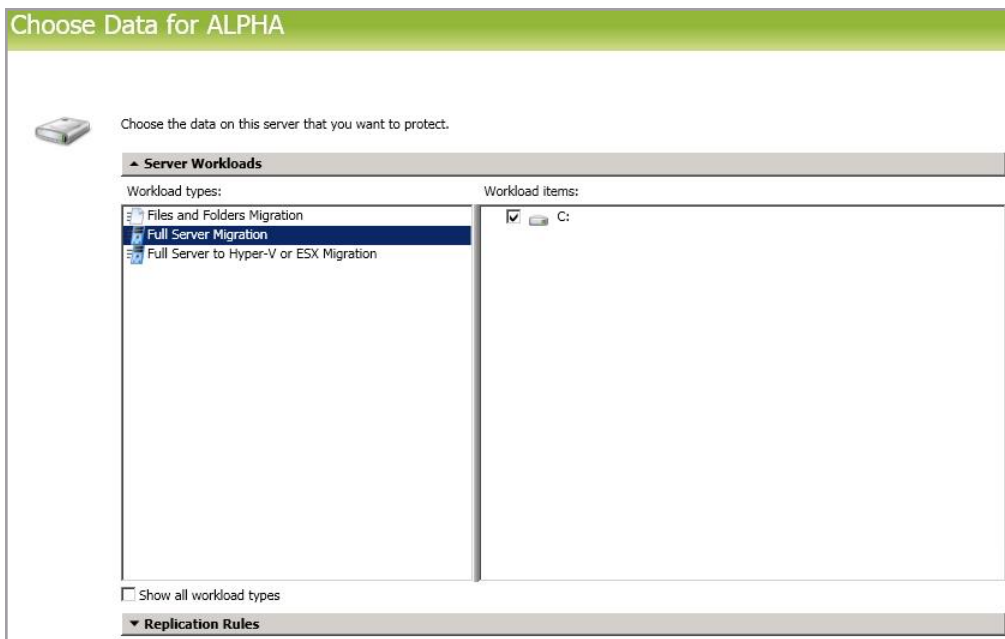 Choose Data for ALPHA
Choose the data on this server that you want to protect.
Server Workloads
Workload types:
Workload items:
Files and Folders Migration
Full Server Migration
Full Server to Hyper-V or ESX Migration
C:
Show all workload types
Replication Rules